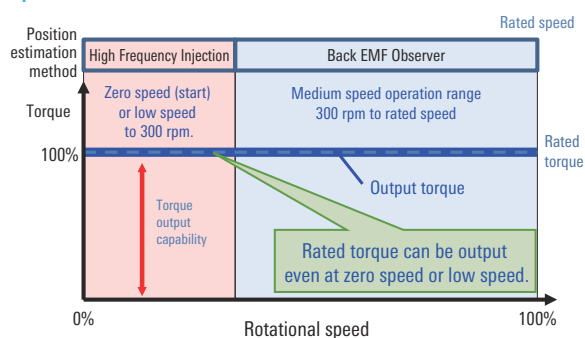 Rated speed
Position
estimation
method
High Frequency Injection
Back EMF Observer
Zero speed (start)
or low speed
to 300 rpm.
Medium speed operation range
300 rpm to rated speed
Torque
100%
Rated
torque
Output torque
Torque
output
capability
Rated torque can be output
even at zero speed or low speed.
0%
Rotational speed
100%